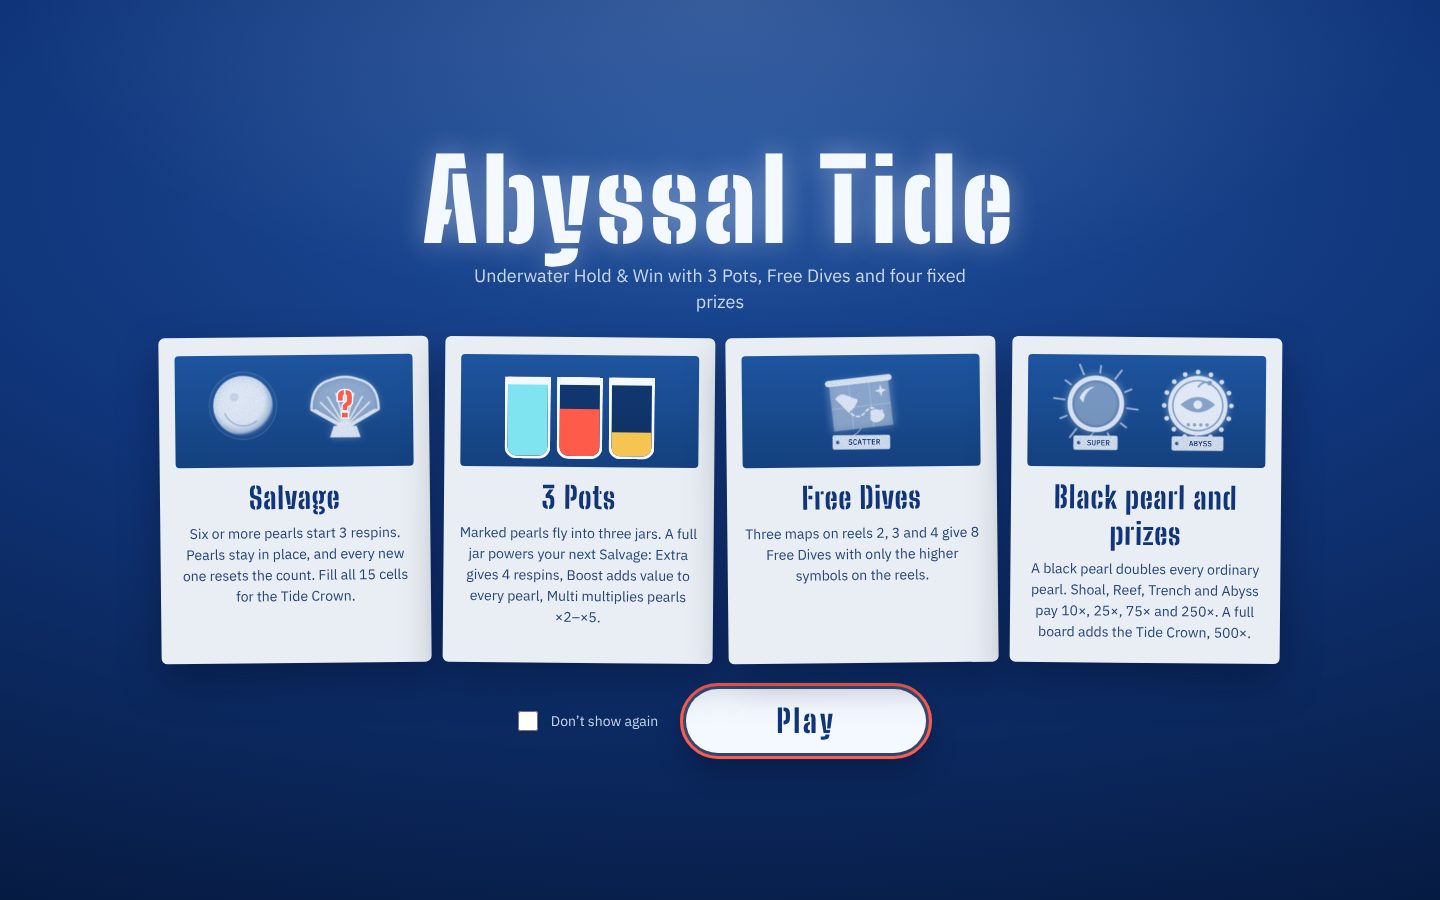 Abyssal Tide
Underwater Hold & Win with 3 Pots, Free Dives and four fixed
prizes
?
Salvage
Six or more pearls start 3 respins.
Pearls stay in place, and every new
one resets the count. Fill all 15 cells
for the Tide Crown.
3 Pots
Marked pearls fly into three jars. A full
jar powers your next Salvage: Extra
gives 4 respins, Boost adds value to
every pearl, Multi multiplies pearls
×2–×5.
SCATTER
Free Dives
Three maps on reels 2, 3 and 4 give 8
Free Dives with only the higher
symbols on the reels.
SUPER
ABYSS
Black pearl and
prizes
A black pearl doubles every ordinary
pearl. Shoal, Reef, Trench and Abyss
pay 10×, 25×, 75× and 250×. A full
board adds the Tide Crown, 500×.
Don’t show again
Play